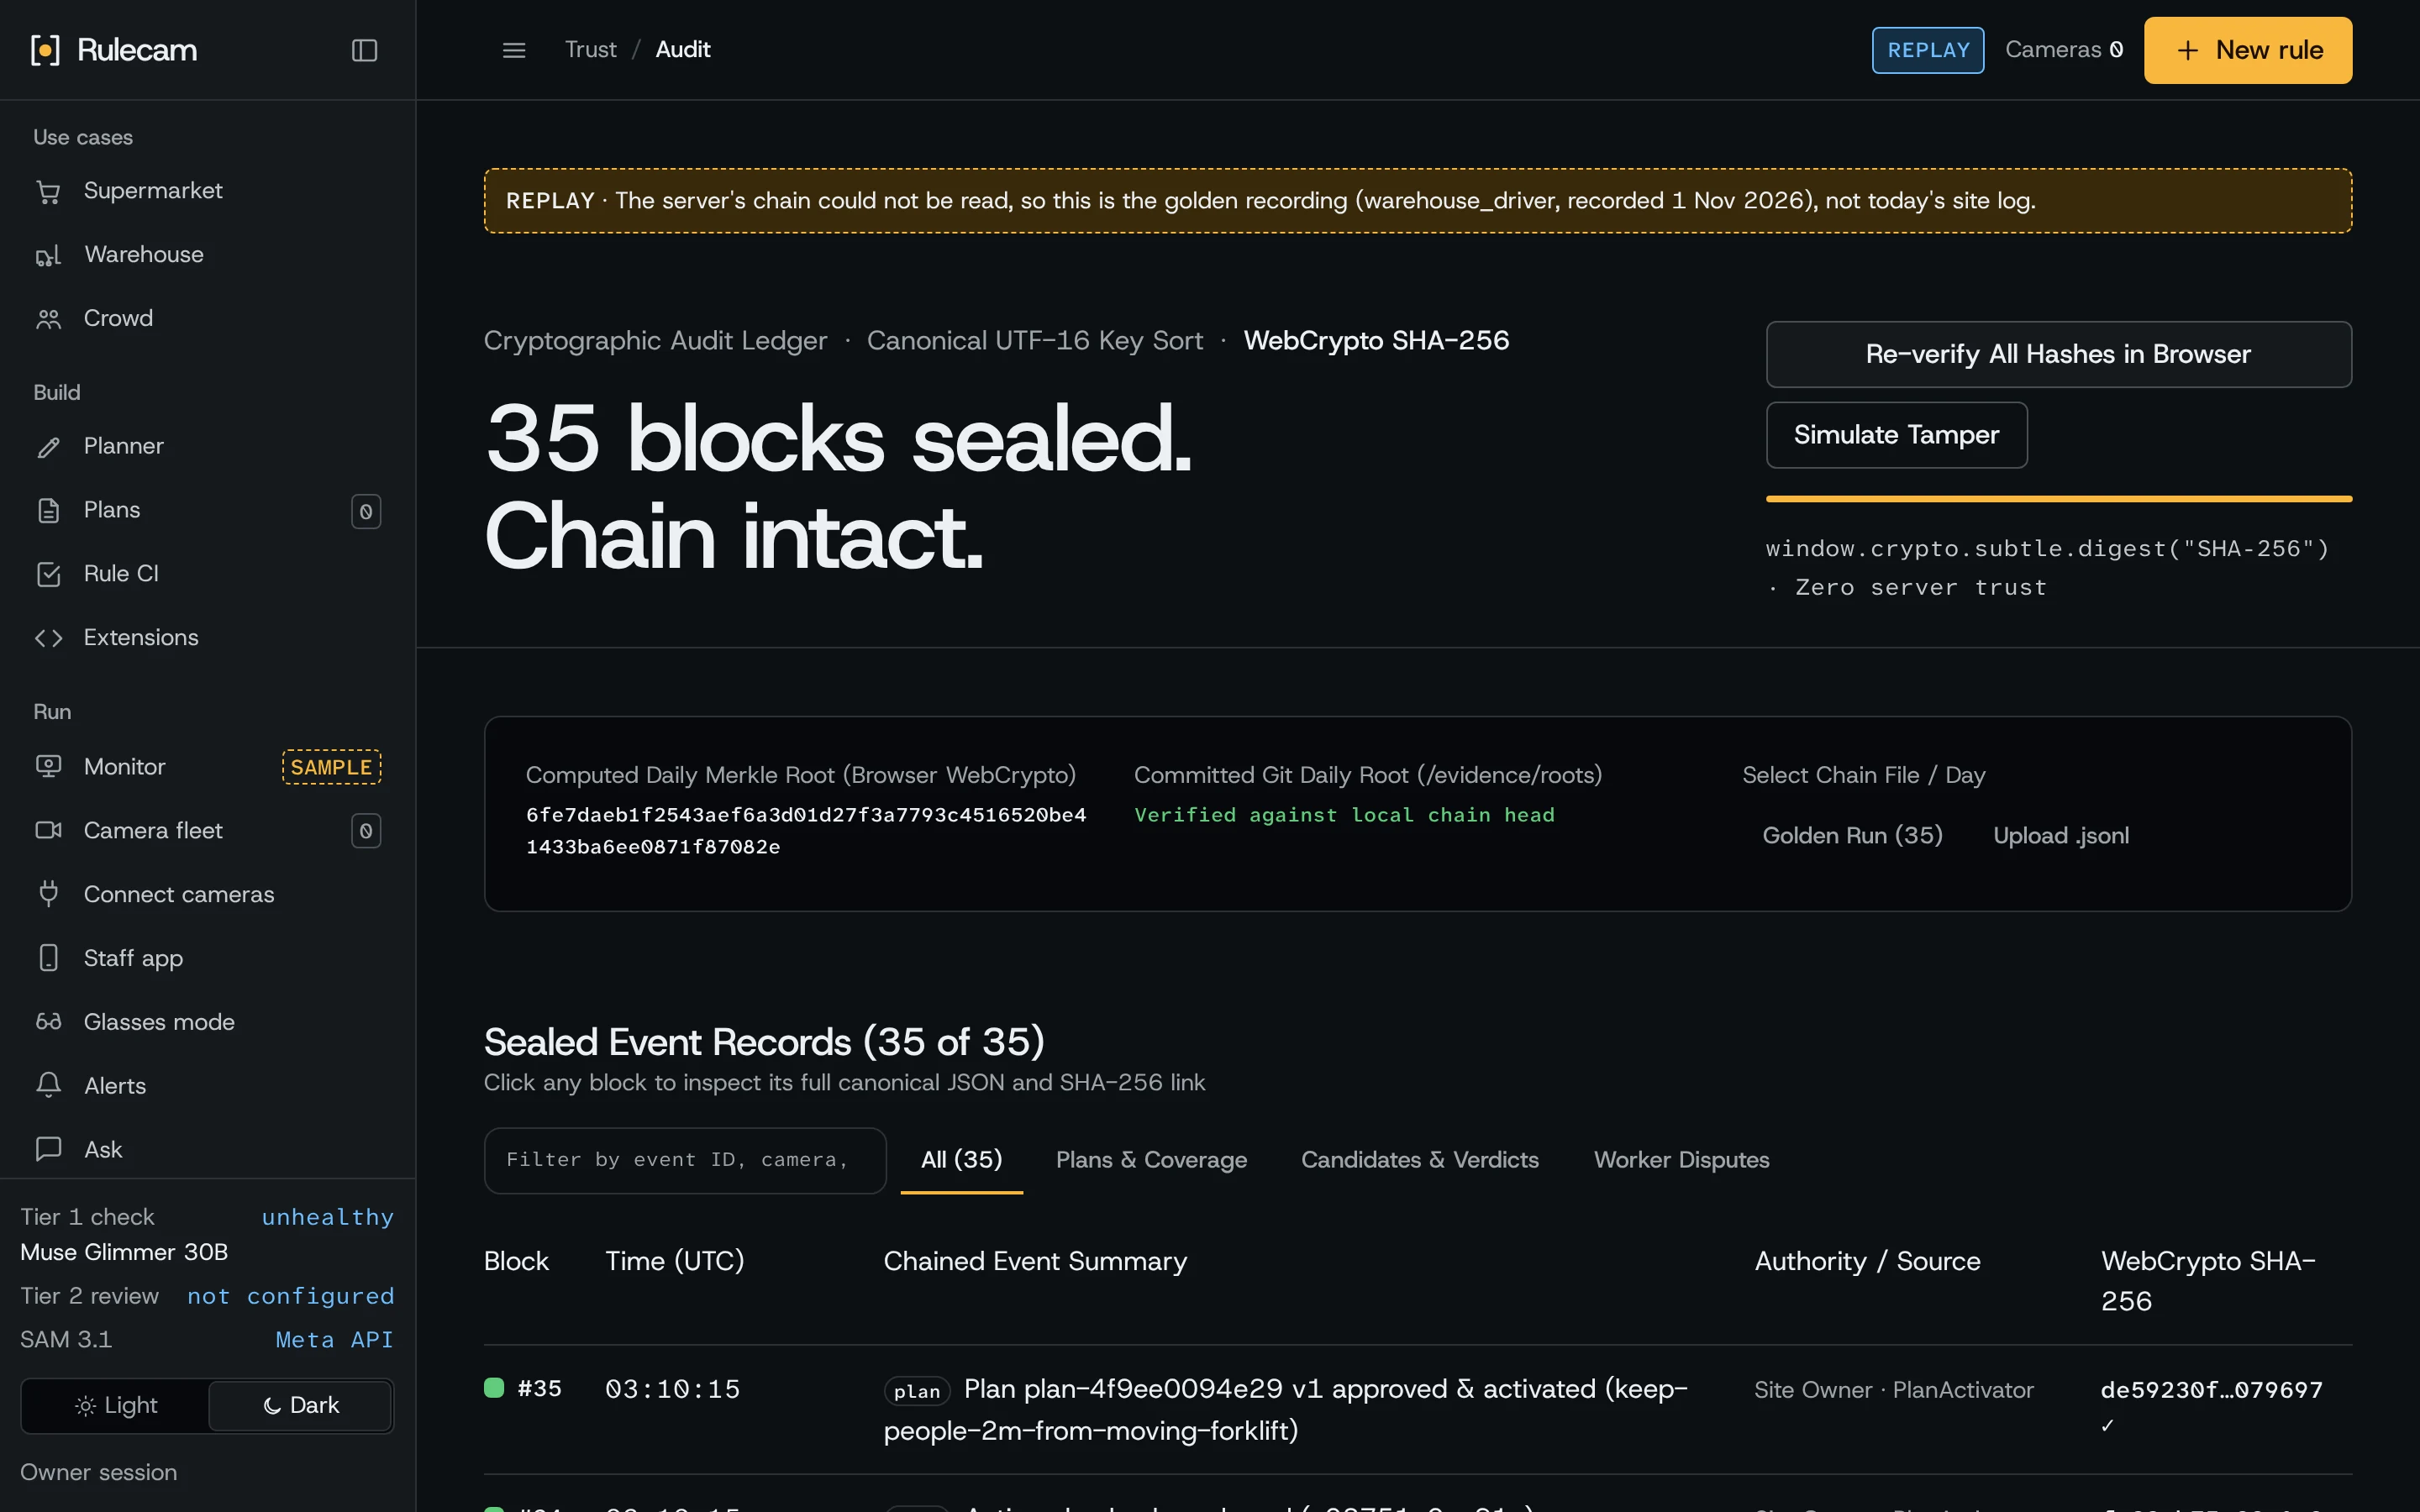 Rulecam
Use cases
Supermarket
Warehouse
Crowd
Build
Planner
Plans 0
Rule CI
Extensions
Run
Monitor SAMPLE
Camera fleet 0
Connect cameras
Staff app
Glasses mode
Alerts
Ask
Tier 1 check unhealthy
Muse Glimmer 30B
Tier 2 review not configured
SAM 3.1 Meta API
Light Dark
Owner session
Trust / Audit
REPLAY Cameras 0 + New rule
REPLAY · The server's chain could not be read, so this is the golden recording (warehouse_driver, recorded 1 Nov 2026), not today's site log.
Cryptographic Audit Ledger · Canonical UTF-16 Key Sort · WebCrypto SHA-256
35 blocks sealed.
Chain intact.
Re-verify All Hashes in Browser
Simulate Tamper
window.crypto.subtle.digest("SHA-256")
· Zero server trust
Computed Daily Merkle Root (Browser WebCrypto)
6fe7daeb1f2543aef6a3d01d27f3a7793c4516520be4
1433ba6ee0871f87082e
Committed Git Daily Root (/evidence/roots)
Verified against local chain head
Select Chain File / Day
Golden Run (35) Upload .jsonl
Sealed Event Records (35 of 35)
Click any block to inspect its full canonical JSON and SHA-256 link
Filter by event ID, camera,
All (35) Plans & Coverage Candidates & Verdicts Worker Disputes
Block Time (UTC) Chained Event Summary Authority / Source WebCrypto SHA-
256
#35 03:10:15 plan Plan plan-4f9ee0094e29 v1 approved & activated (keep-
people-2m-from-moving-forklift)
Site Owner · PlanActivator
de59230f…079697
✓